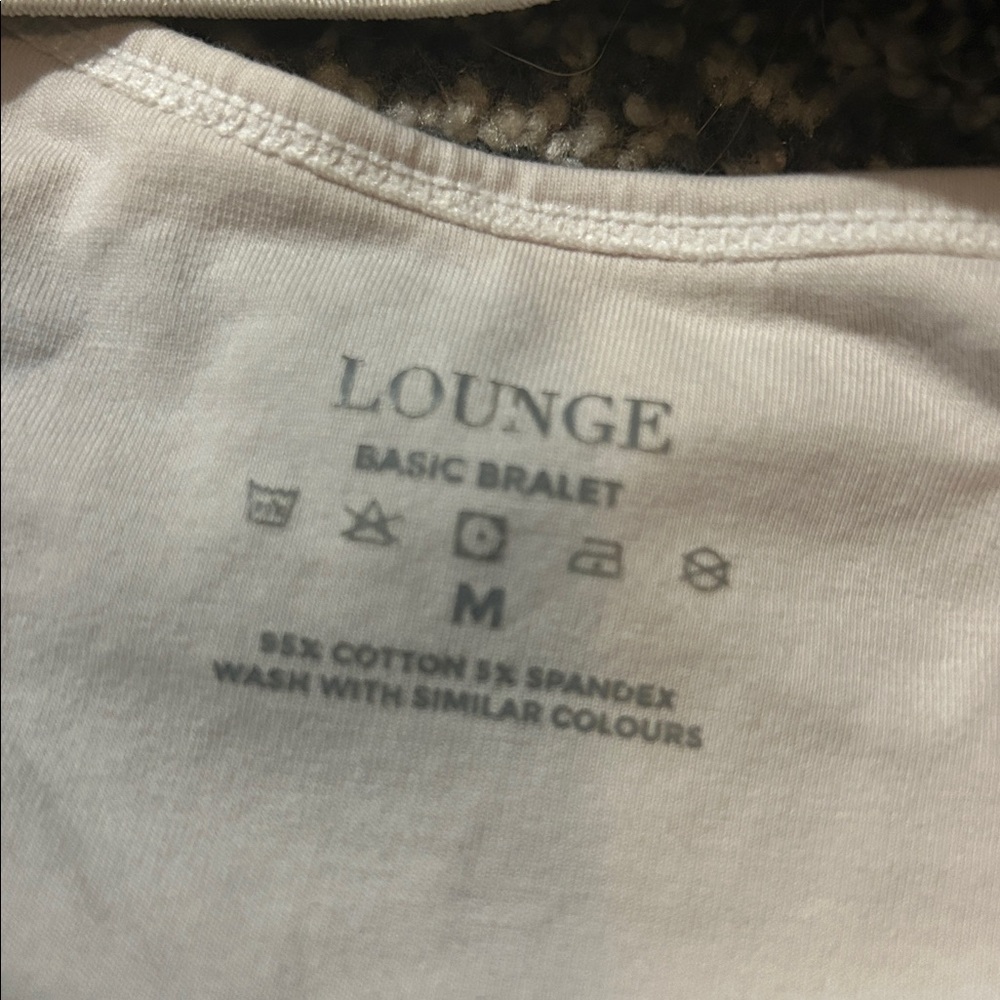 LOUNGE
BASIC BRALET
M
95% COTTON 5% SPANDEX
WASH WITH SIMILAR COLOURS